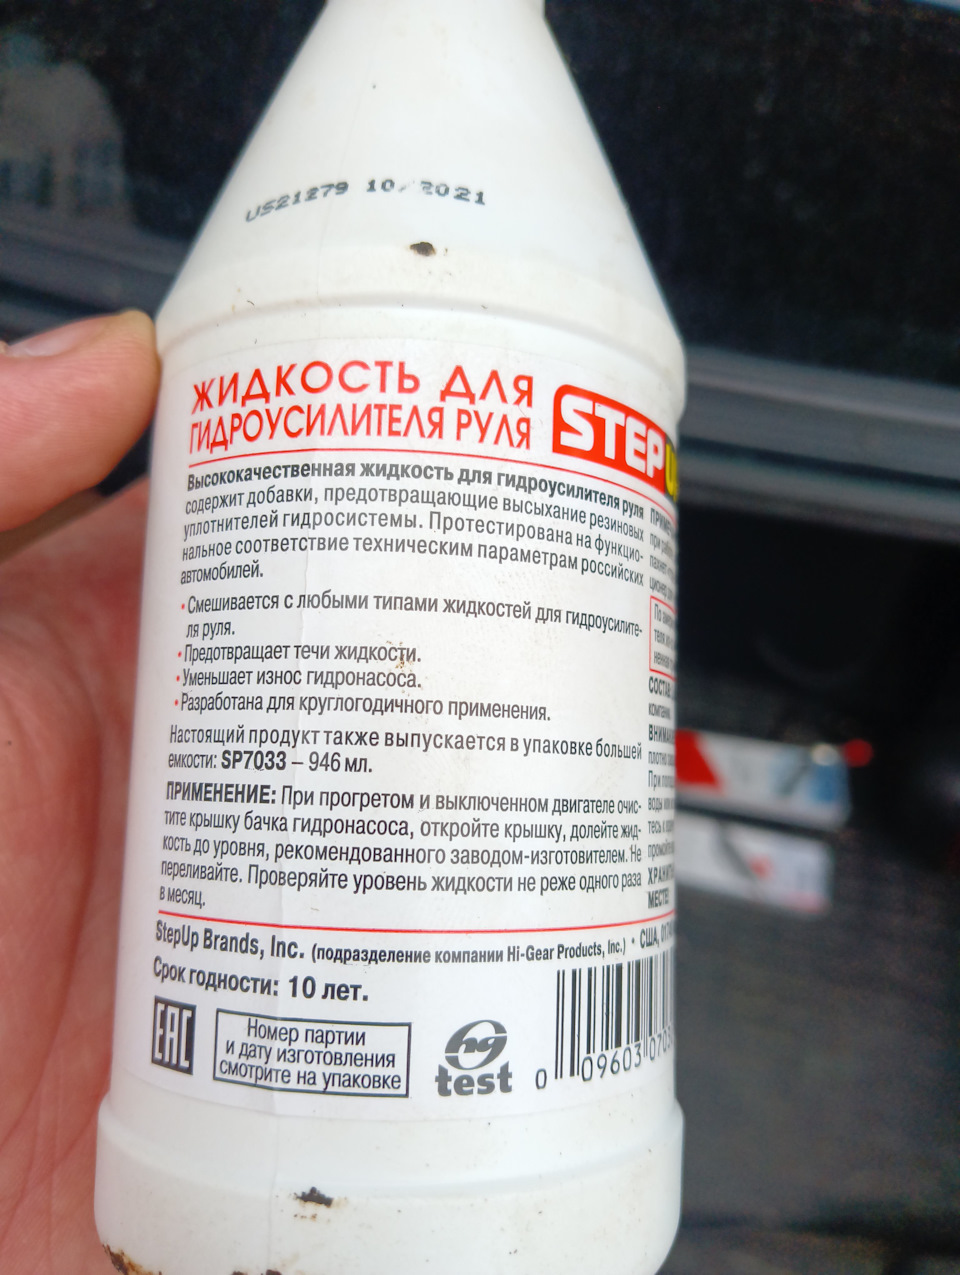 US21279 10/2021
ЖИДКОСТЬ ДЛЯ
ГИДРОУСИЛИТЕЛЯ РУЛЯ
STEP
Высококачественная жидкость для гидроусилителя руля
содержит добавки, предотвращающие высыхание резиновых
уплотнителей гидросистемы. Протестирована на функцио-
нальное соответствие техническим параметрам российских
автомобилей.
• Смешивается с любыми типами жидкостей для гидроусилите-
ля руля.
• Предотвращает течи жидкости.
• Уменьшает износ гидронасоса.
• Разработана для круглогодичного применения.
Настоящий продукт также выпускается в упаковке большей
емкости: SP7033 – 946 мл.
ПРИМЕНЕНИЕ: При прогретом и выключенном двигателе очис-
тите крышку бачка гидронасоса, откройте крышку, долейте жид-
кость до уровня, рекомендованного заводом-изготовителем. Не
переливайте. Проверяйте уровень жидкости не реже одного раза
в месяц.
StepUp Brands, Inc. (подразделение компании Hi-Gear Products, Inc.) • США,
Срок годности: 10 лет.
EAC
Номер партии
и дату изготовления
смотрите на упаковке
hg
test
0 09603